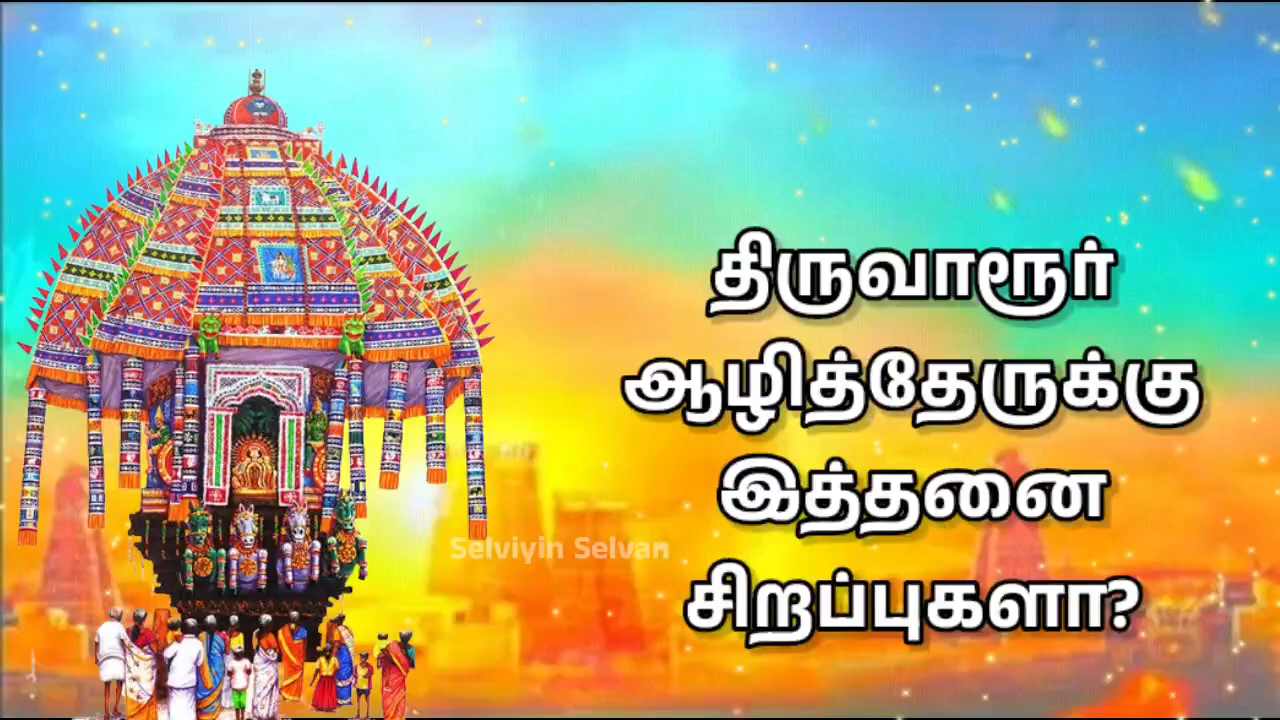 திருவாரூர்
ஆழித்தேருக்கு
இத்தனை
சிறப்புகளா?
Selviyin Selvan